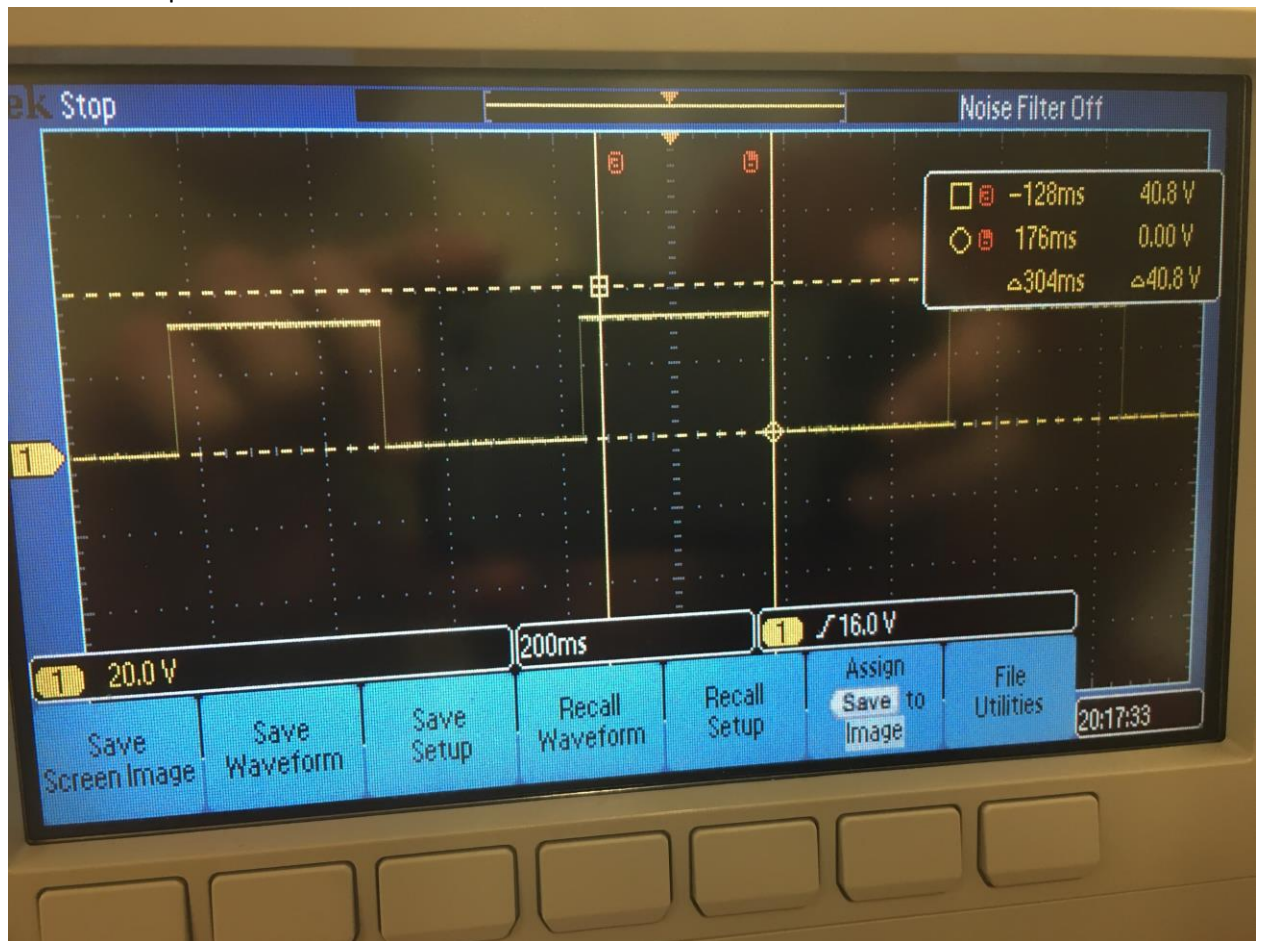 Stop
Noise Filter Off
a b
a -128ms 40.8 V
b 176ms 0.00 V
△304ms △40.8 V
1
1 20.0 V
200ms
1 16.0 V
Save Screen Image
Save Waveform
Save Setup
Recall Waveform
Recall Setup
Assign Save to Image
File Utilities
20:17:33